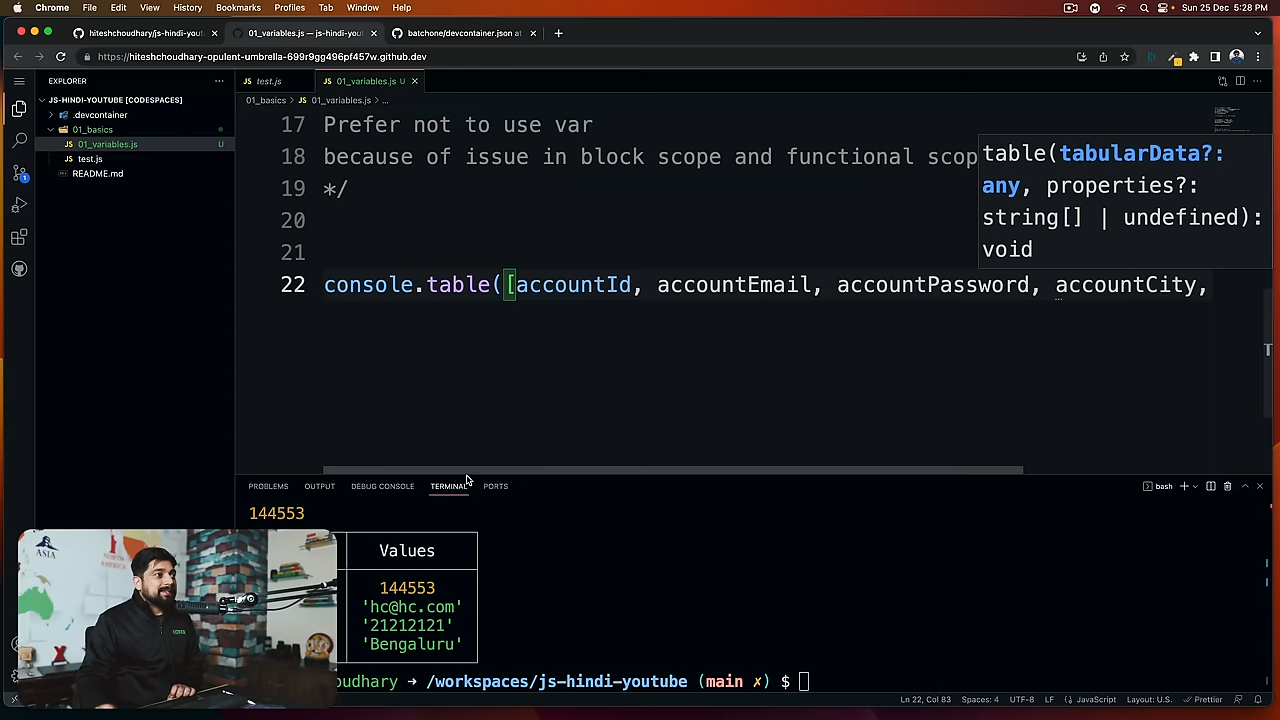 Chrome File Edit View History Bookmarks Profiles Tab Window Help Sun 25 Dec 5:28 PM
hiteshchoudhary/js-hindi-yout 01_variables.js — js-hindi-you batchone/devcontainer.json at
https://hiteshchoudhary-opulent-umbrella-699r9gg496pf457w.github.dev
EXPLORER
test.js
01_variables.js U
JS-HINDI-YOUTUBE [CODESPACES]
01_basics > 01_variables.js > ...
.devcontainer
01_basics
01_variables.js U
test.js
README.md
17 Prefer not to use var
18 because of issue in block scope and functional scop
19 */
20
21
22 console.table([accountId, accountEmail, accountPassword, accountCity,
table(tabularData?:
any, properties?:
string[] | undefined):
void
PROBLEMS OUTPUT DEBUG CONSOLE TERMINAL PORTS bash
144553
Values
144553
'hc@hc.com'
'21212121'
'Bengaluru'
oudhary → /workspaces/js-hindi-youtube (main ✗) $
ASIA
NORTH AMERICA
Ln 22, Col 83 Spaces: 4 UTF-8 LF JavaScript Layout: U.S. Prettier